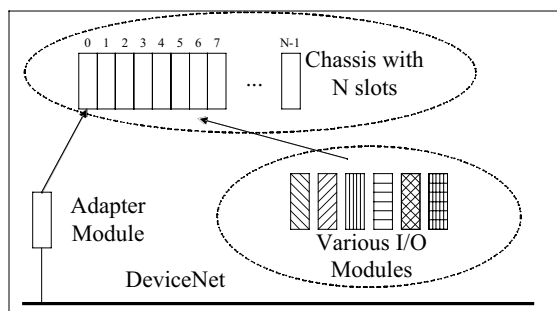 0 1 2 3 4 5 6 7 N-1
Chassis with
N slots
...
Adapter
Module
Various I/O
Modules
DeviceNet